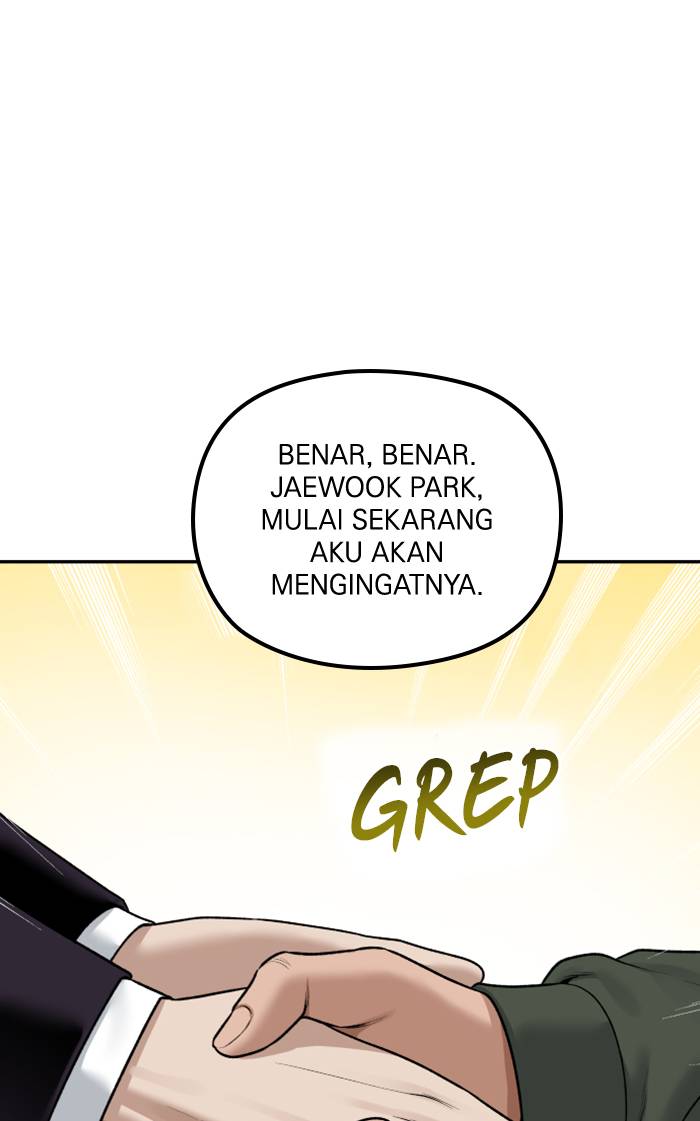 BENAR, BENAR.
JAEWOOK PARK,
MULAI SEKARANG
AKU AKAN
MENGINGATNYA.
GREP